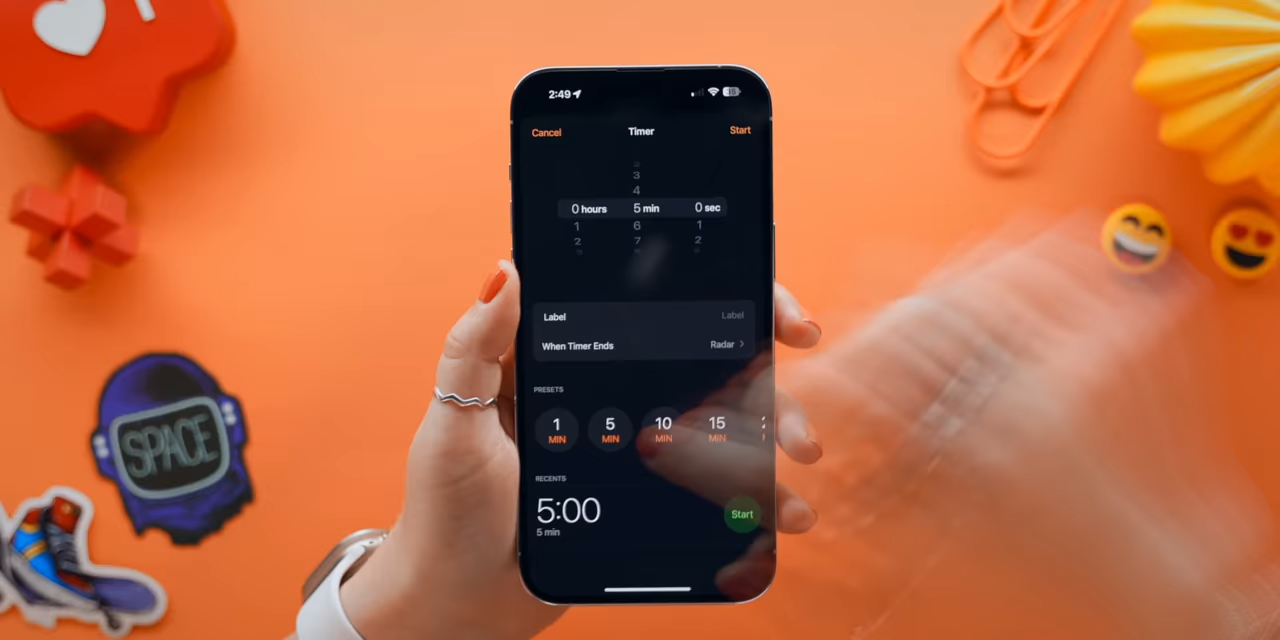 2:49
Cancel Timer Start
3
4
0 hours 5 min 0 sec
1 6 1
2 7 2
Label Label
When Timer Ends Radar >
PRESETS
1 5 10 15
MIN MIN MIN MIN
RECENTS
5:00 Start
5 min
SPACE